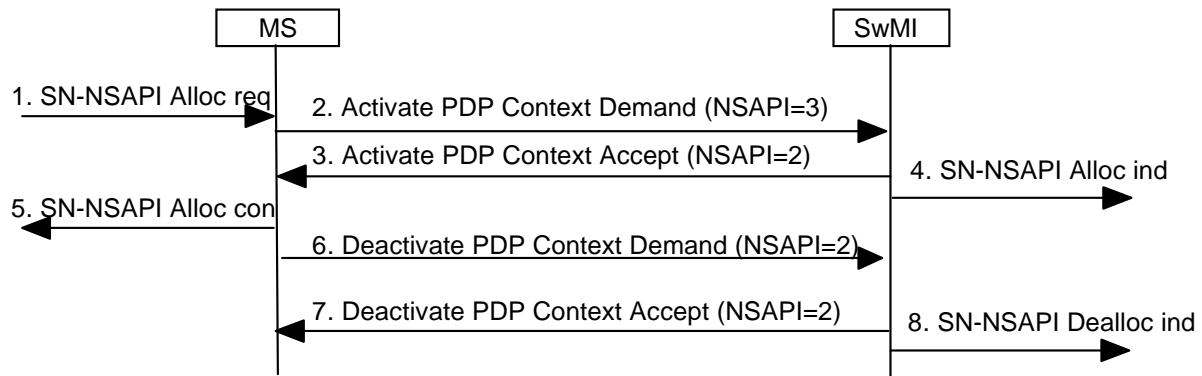 MS
SwMI
1. SN-NSAPI Alloc req
2. Activate PDP Context Demand (NSAPI=3)
3. Activate PDP Context Accept (NSAPI=2)
4. SN-NSAPI Alloc ind
5. SN-NSAPI Alloc con
6. Deactivate PDP Context Demand (NSAPI=2)
7. Deactivate PDP Context Accept (NSAPI=2)
8. SN-NSAPI Dealloc ind